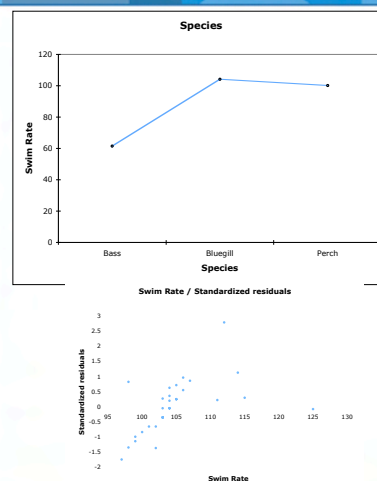 Species
120
100
80
60
40
20
0
Swim Rate
Bass Bluegill Perch
Species
Swim Rate / Standardized residuals
3
2.5
2
1.5
1
0.5
0
-0.5
-1
-1.5
-2
Standardized residuals
95 100 105 110 115 120 125 130
Swim Rate